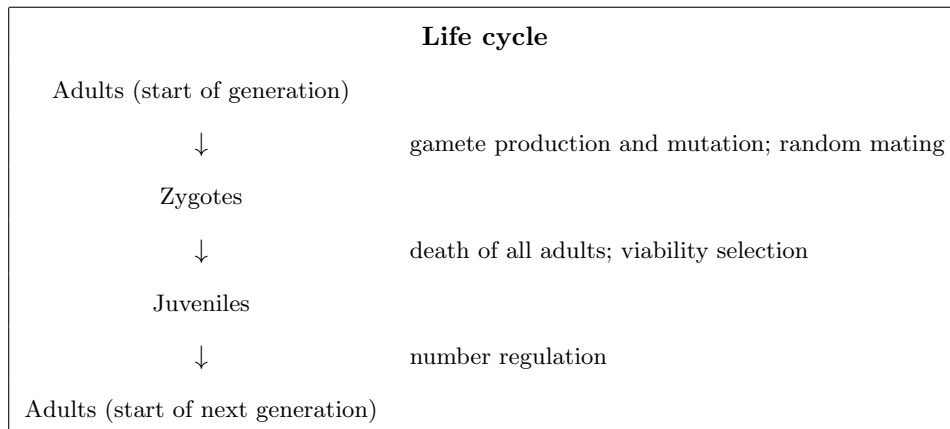 Life cycle
Adults (start of generation)
↓ gamete production and mutation; random mating
Zygotes
↓ death of all adults; viability selection
Juveniles
↓ number regulation
Adults (start of next generation)